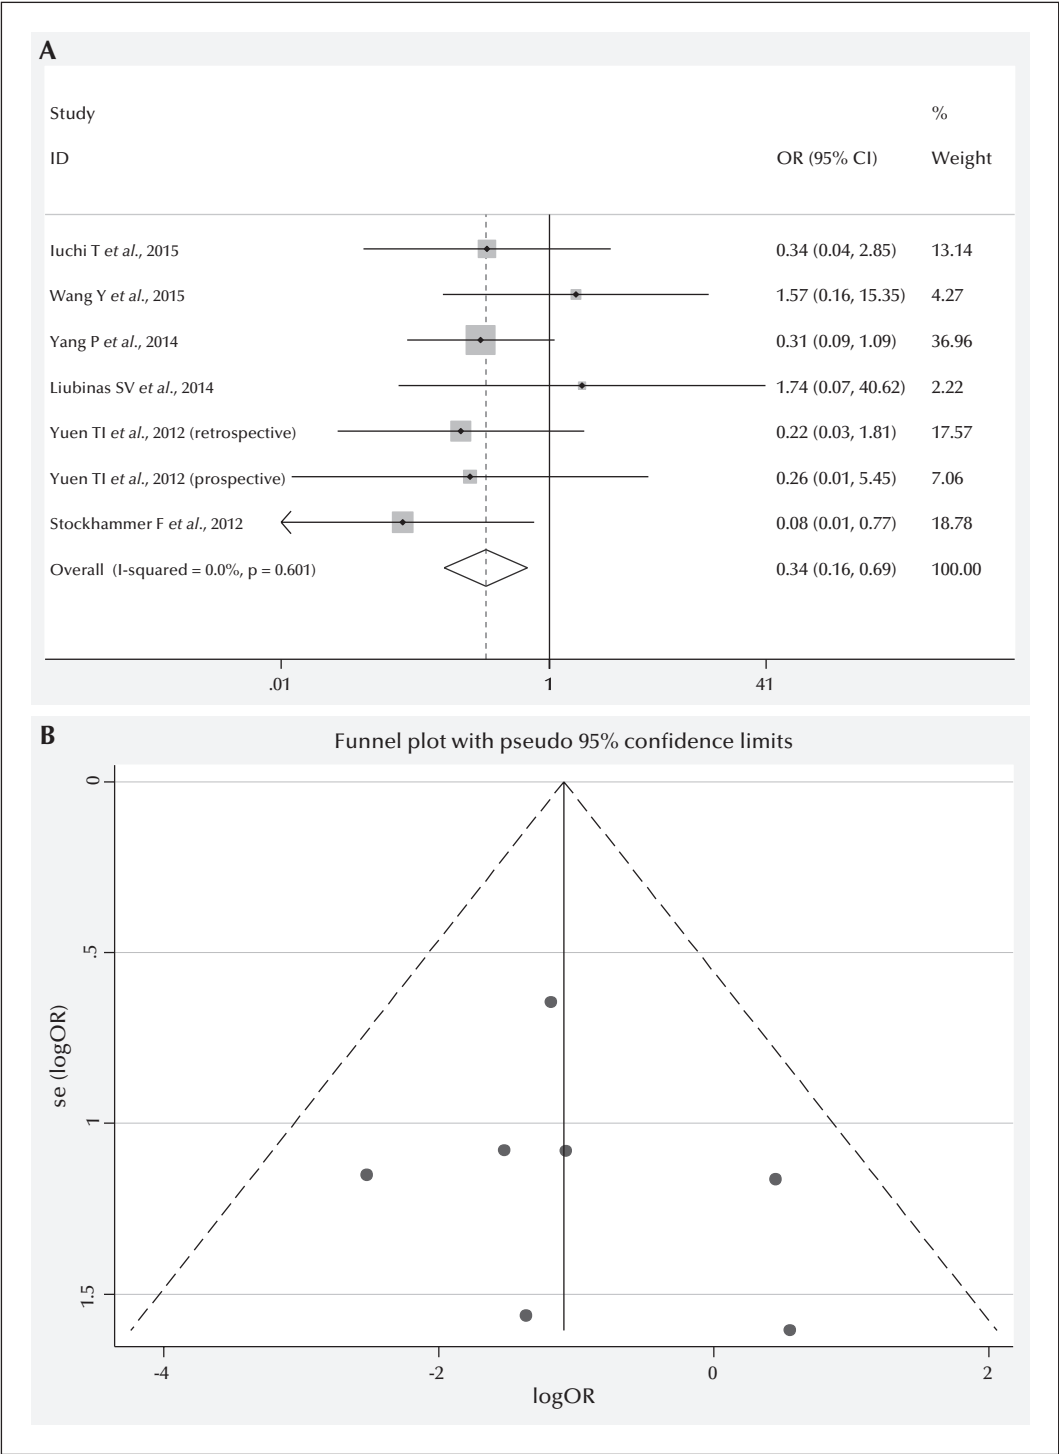 A
Study %
ID OR (95% CI) Weight
Iuchi T et al., 2015 0.34 (0.04, 2.85) 13.14
Wang Y et al., 2015 1.57 (0.16, 15.35) 4.27
Yang P et al., 2014 0.31 (0.09, 1.09) 36.96
Liubinas SV et al., 2014 1.74 (0.07, 40.62) 2.22
Yuen TI et al., 2012 (retrospective) 0.22 (0.03, 1.81) 17.57
Yuen TI et al., 2012 (prospective) 0.26 (0.01, 5.45) 7.06
Stockhammer F et al., 2012 0.08 (0.01, 0.77) 18.78
Overall (I-squared = 0.0%, p = 0.601) 0.34 (0.16, 0.69) 100.00
.01 1 41
B
Funnel plot with pseudo 95% confidence limits
0
.5
1
1.5
se (logOR)
-4 -2 0 2
logOR